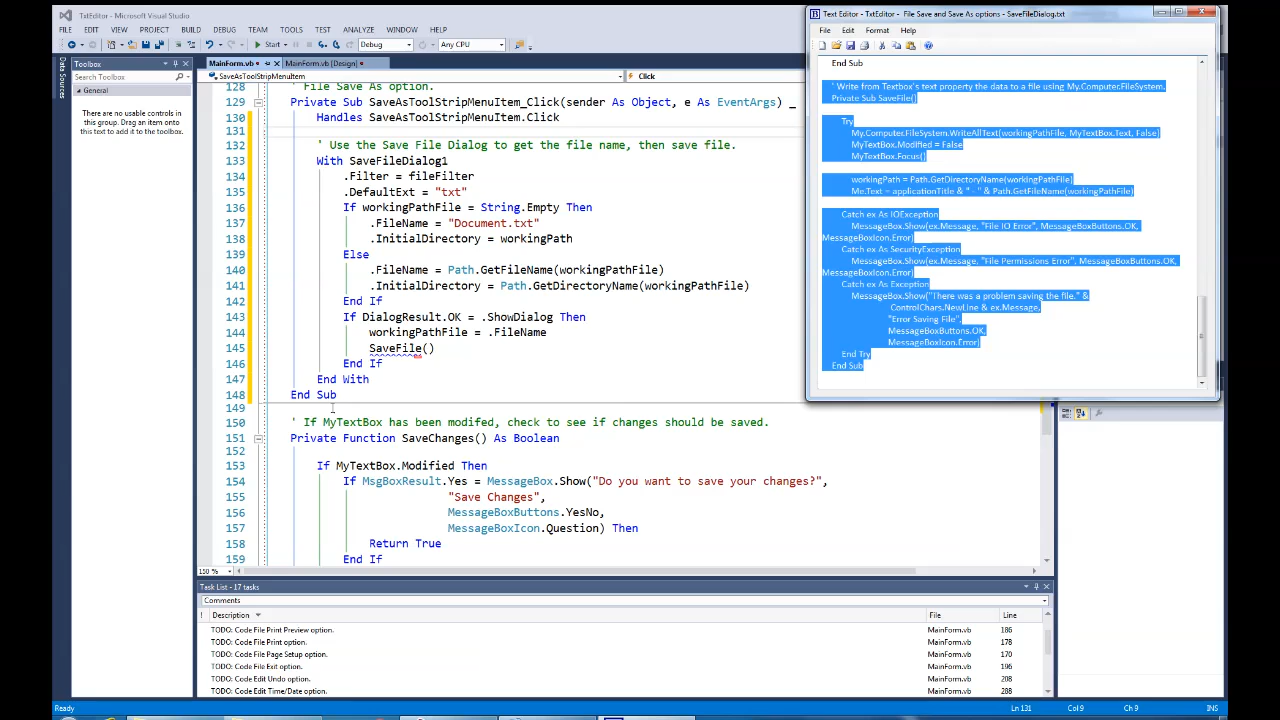 TxtEditor - Microsoft Visual Studio
FILE EDIT VIEW PROJECT BUILD DEBUG TEAM TOOLS TEST ANALYZE WINDOW HELP
Start Debug Any CPU
Data Sources
Toolbox
Search Toolbox
General
There are no usable controls in
this group. Drag an item onto
this text to add it to the toolbox.
MainForm.vb MainForm.vb [Design]
SaveAsToolStripMenuItem Click
128 ' File Save As option.
129 Private Sub SaveAsToolStripMenuItem_Click(sender As Object, e As EventArgs) _
130 Handles SaveAsToolStripMenuItem.Click
131
132 ' Use the Save File Dialog to get the file name, then save file.
133 With SaveFileDialog1
134 .Filter = fileFilter
135 .DefaultExt = "txt"
136 If workingPathFile = String.Empty Then
137 .FileName = "Document.txt"
138 .InitialDirectory = workingPath
139 Else
140 .FileName = Path.GetFileName(workingPathFile)
141 .InitialDirectory = Path.GetDirectoryName(workingPathFile)
142 End If
143 If DialogResult.OK = .ShowDialog Then
144 workingPathFile = .FileName
145 SaveFile()
146 End If
147 End With
148 End Sub
149
150 ' If MyTextBox has been modifed, check to see if changes should be saved.
151 Private Function SaveChanges() As Boolean
152
153 If MyTextBox.Modified Then
154 If MsgBoxResult.Yes = MessageBox.Show("Do you want to save your changes?",
155 "Save Changes",
156 MessageBoxButtons.YesNo,
157 MessageBoxIcon.Question) Then
158 Return True
159 End If
150 %
Text Editor - TxtEditor - File Save and Save As options - SaveFileDialog.txt
File Edit Format Help
End Sub
' Write from Textbox's text property the data to a file using My.Computer.FileSystem.
Private Sub SaveFile()
Try
My.Computer.FileSystem.WriteAllText(workingPathFile, MyTextBox.Text, False)
MyTextBox.Modified = False
MyTextBox.Focus()
workingPath = Path.GetDirectoryName(workingPathFile)
Me.Text = applicationTitle & " - " & Path.GetFileName(workingPathFile)
Catch ex As IOException
MessageBox.Show(ex.Message, "File IO Error", MessageBoxButtons.OK,
MessageBoxIcon.Error)
Catch ex As SecurityException
MessageBox.Show(ex.Message, "File Permissions Error", MessageBoxButtons.OK,
MessageBoxIcon.Error)
Catch ex As Exception
MessageBox.Show("There was a problem saving the file." &
ControlChars.NewLine & ex.Message,
"Error Saving File",
MessageBoxButtons.OK,
MessageBoxIcon.Error)
End Try
End Sub
Task List - 17 tasks
Comments
! Description File Line
TODO: Code File Print Preview option. MainForm.vb 186
TODO: Code File Print option. MainForm.vb 178
TODO: Code File Page Setup option. MainForm.vb 170
TODO: Code File Exit option. MainForm.vb 196
TODO: Code Edit Undo option. MainForm.vb 208
TODO: Code Edit Time/Date option. MainForm.vb 288
Ready Ln 131 Col 9 Ch 9 INS